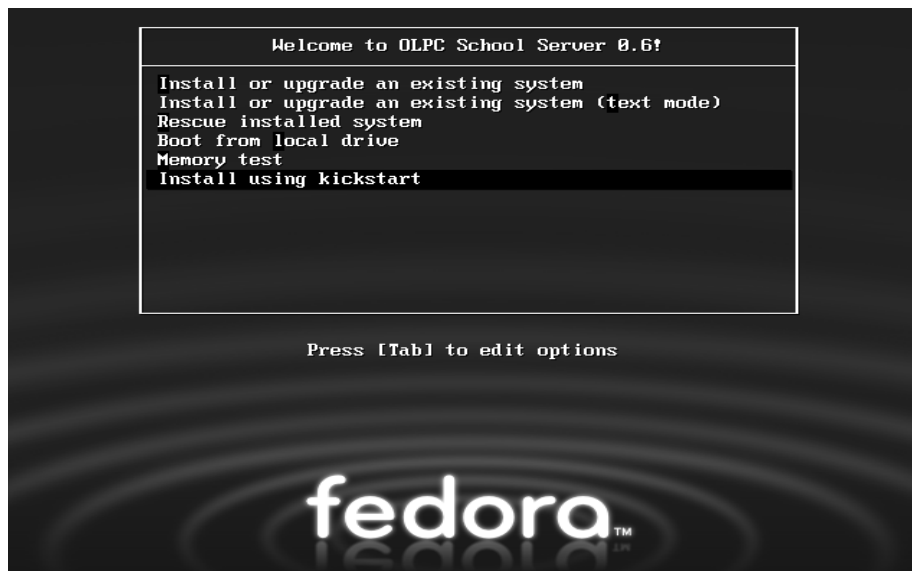 Welcome to OLPC School Server 0.6!
Install or upgrade an existing system
Install or upgrade an existing system (text mode)
Rescue installed system
Boot from local drive
Memory test
Install using kickstart
Press [Tab] to edit options
fedora™